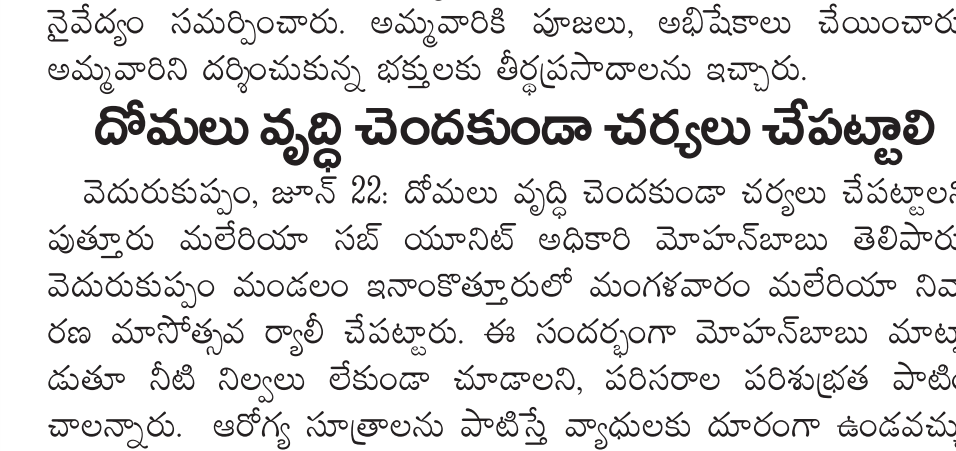 నైవేద్యం సమర్పించారు. అమ్మవారికి పూజలు, అభిషేకాలు చేయించారు
అమ్మవారిని దర్శించుకున్న భక్తులకు తీర్థప్రసాదాలను ఇచ్చారు.
దోమలు వృద్ధి చెందకుండా చర్యలు చేపట్టాలి
వెదురుకుప్పం, జూన్ 22: దోమలు వృద్ధి చెందకుండా చర్యలు చేపట్టాలని
పుత్తూరు మలేరియా సబ్ యూనిట్ అధికారి మోహన్‌బాబు తెలిపారు
వెదురుకుప్పం మండలం ఇనాంకొత్తూరులో మంగళవారం మలేరియా నివా
రణ మాసోత్సవ ర్యాలీ చేపట్టారు. ఈ సందర్భంగా మోహన్‌బాబు మాట్లా
డుతూ నీటి నిల్వలు లేకుండా చూడాలని, పరిసరాల పరిశుభ్రత పాటిం
చాలన్నారు. ఆరోగ్య సూత్రాలను పాటిస్తే వ్యాధులకు దూరంగా ఉండవచ్చు